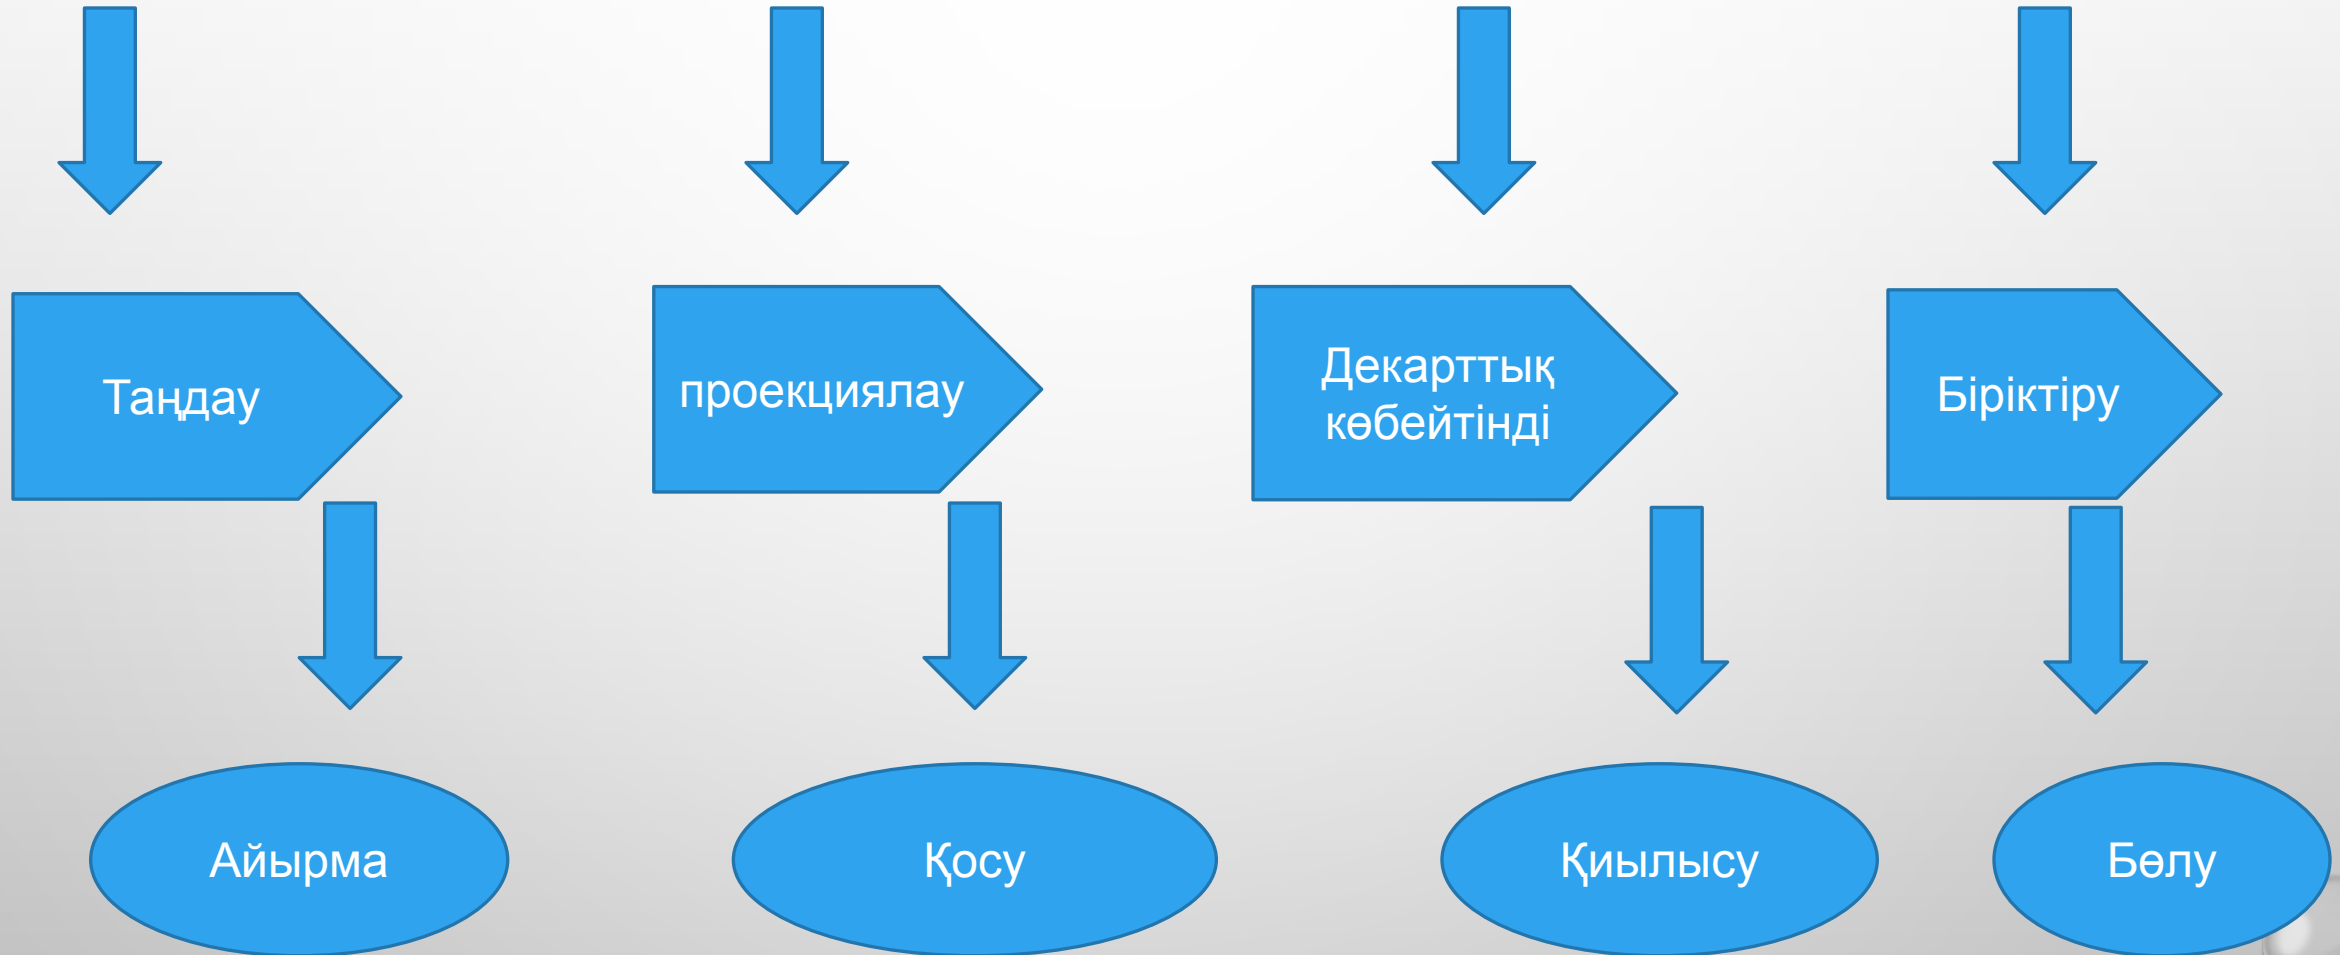 Таңдау
проекциялау
Декарттық
көбейтінді
Біріктіру
Айырма
Қосу
Қиылысу
Бөлу